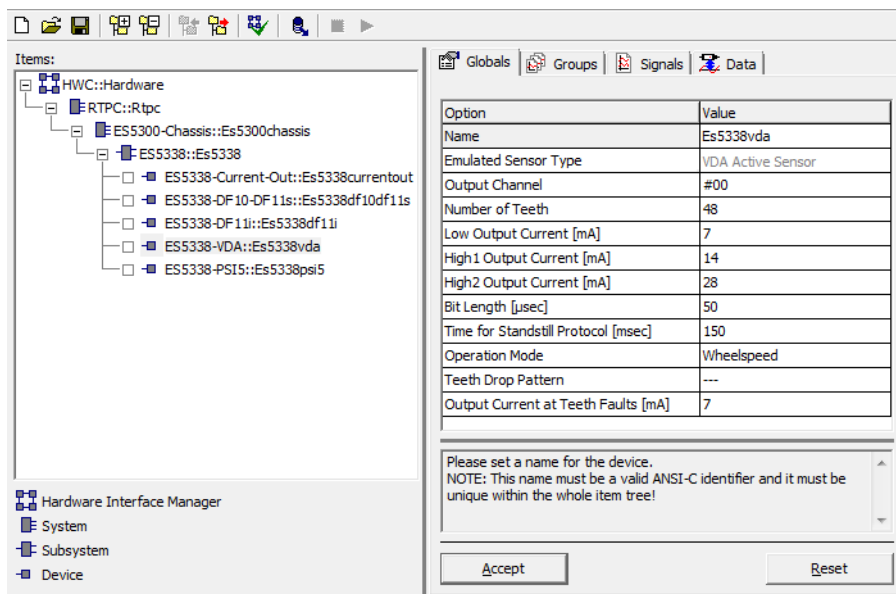 Items:
HWC::Hardware
RTPC::Rtpc
ES5300-Chassis::Es5300chassis
ES5338::Es5338
ES5338-Current-Out::Es5338currentout
ES5338-DF10-DF11s::Es5338df10df11s
ES5338-DF11i::Es5338df11i
ES5338-VDA::Es5338vda
ES5338-PSI5::Es5338psi5
Hardware Interface Manager
System
Subsystem
Device
Globals Groups Signals Data
Option Value
Name Es5338vda
Emulated Sensor Type VDA Active Sensor
Output Channel #00
Number of Teeth 48
Low Output Current [mA] 7
High1 Output Current [mA] 14
High2 Output Current [mA] 28
Bit Length [µsec] 50
Time for Standstill Protocol [msec] 150
Operation Mode Wheelspeed
Teeth Drop Pattern ---
Output Current at Teeth Faults [mA] 7
Please set a name for the device.
NOTE: This name must be a valid ANSI-C identifier and it must be
unique within the whole item tree!
Accept Reset